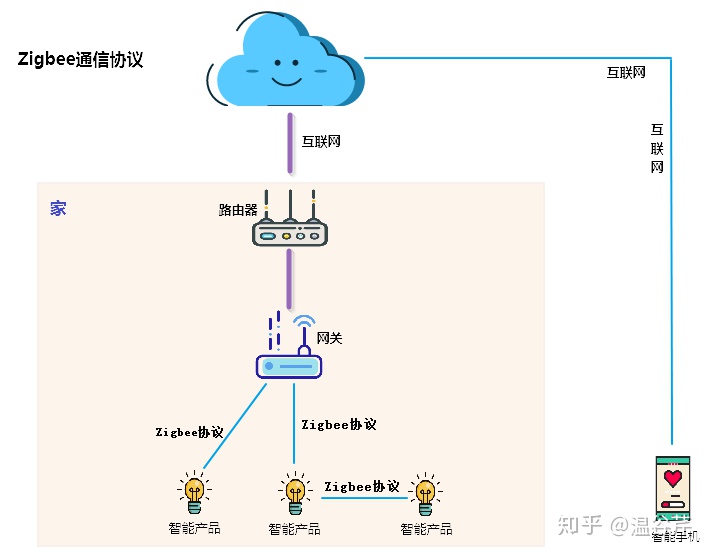 Zigbee通信协议
互联网
互联网
互联网
家
路由器
网关
Zigbee协议
Zigbee协议
Zigbee协议
智能产品
智能产品
智能产品
智能手机
知乎 @温谷芹